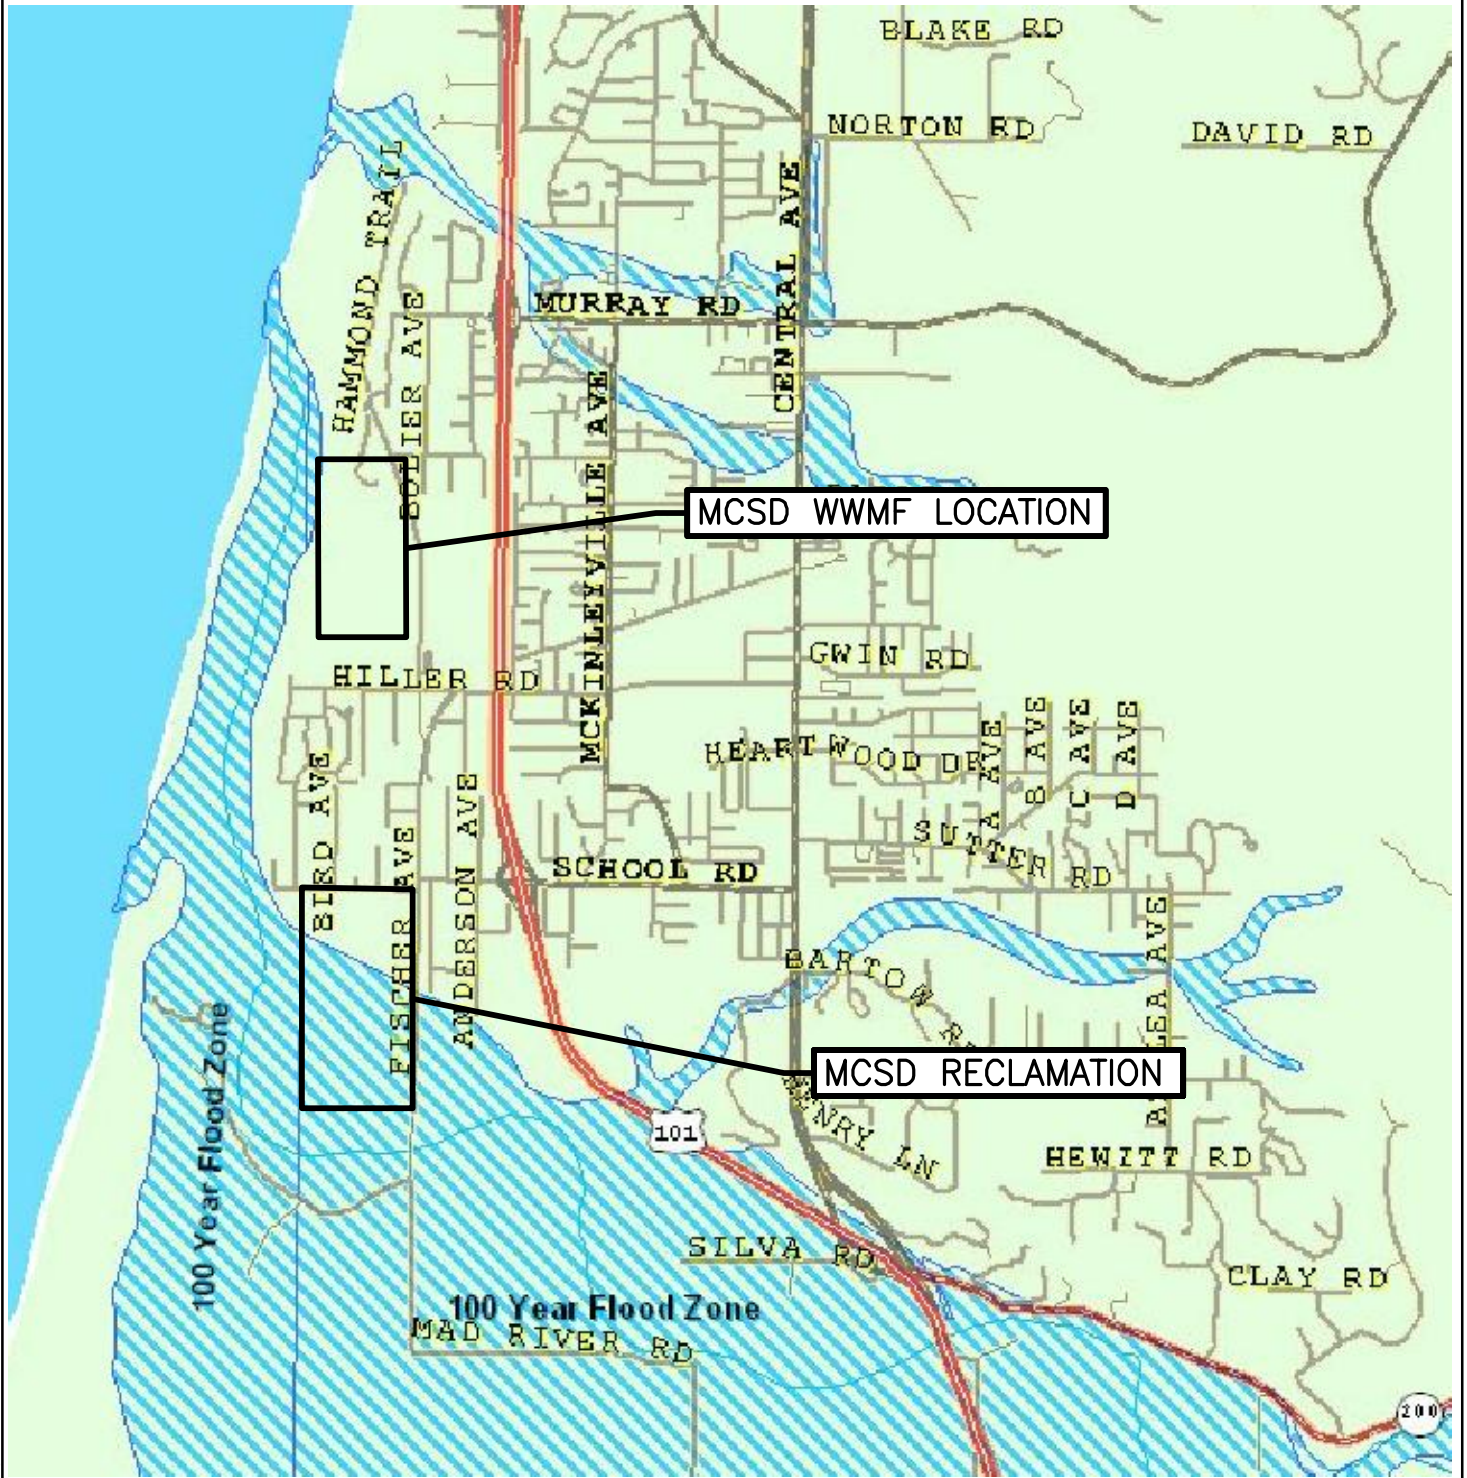 BLAKE RD
NORTON RD
DAVID RD
HAMMOND TRAIL
CENTRAL AVE
MURRAY RD
BOLIER AVE
MCKINLEYVILLE AVE
MCSD WWMF LOCATION
GWIN RD
HILLER RD
HEARTWOOD DR
A AVE
B AVE
C AVE
D AVE
BIRD AVE
FISCHER AVE
ANDERSON AVE
SUTTER RD
SCHOOL RD
BARTON
MCSD RECLAMATION
101
HENRY LN
HEWITT RD
100 Year Flood Zone
SILVA RD
CLAY RD
100 Year Flood Zone
MAD RIVER RD
200